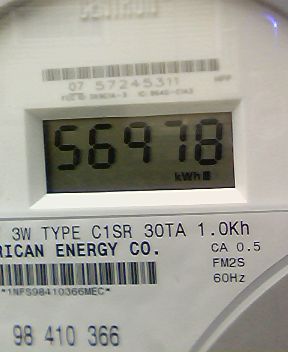 CENTRON
07 57245311
56978
kWh
3W TYPE C1SR 30TA 1.0Kh
RICAN ENERGY CO.
CA 0.5
FM2S
60Hz
*1NFS98410366MEC*
98 410 366